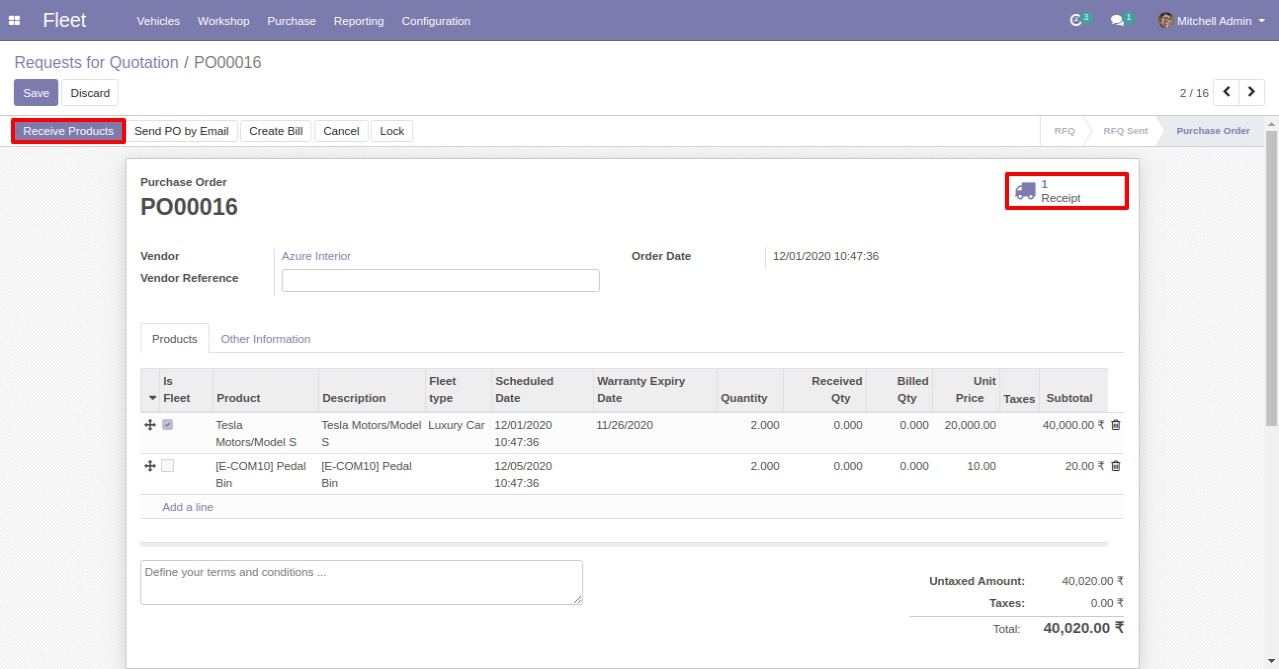 Fleet Vehicles Workshop Purchase Reporting Configuration 3 1 Mitchell Admin
Requests for Quotation / PO00016
Save Discard 2 / 16
Receive Products Send PO by Email Create Bill Cancel Lock RFQ RFQ Sent Purchase Order
Purchase Order
PO00016
1
Receipt
Vendor Azure Interior Order Date 12/01/2020 10:47:36
Vendor Reference
Products Other Information
Is Fleet Scheduled Warranty Expiry Received Billed Unit
Fleet Product Description type Date Date Quantity Qty Qty Price Taxes Subtotal
Tesla Tesla Motors/Model Luxury Car 12/01/2020 11/26/2020 2.000 0.000 0.000 20,000.00 40,000.00 ₹
Motors/Model S S 10:47:36
[E-COM10] Pedal [E-COM10] Pedal 12/05/2020 2.000 0.000 0.000 10.00 20.00 ₹
Bin Bin 10:47:36
Add a line
Define your terms and conditions ...
Untaxed Amount: 40,020.00 ₹
Taxes: 0.00 ₹
Total: 40,020.00 ₹